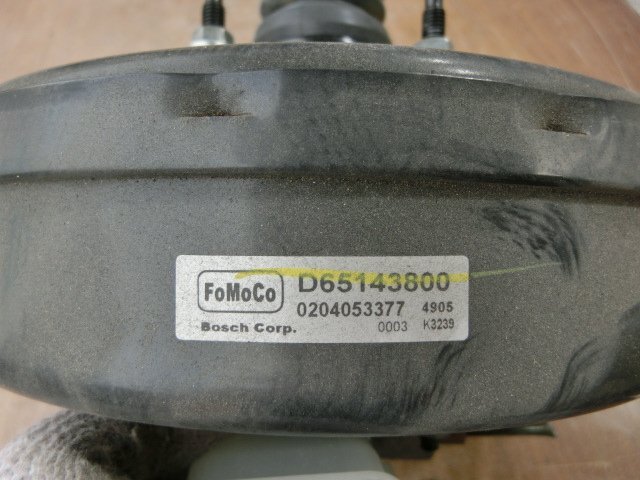 FoMoCo D65143800
0204053377 4905
Bosch Corp. 0003 K3239